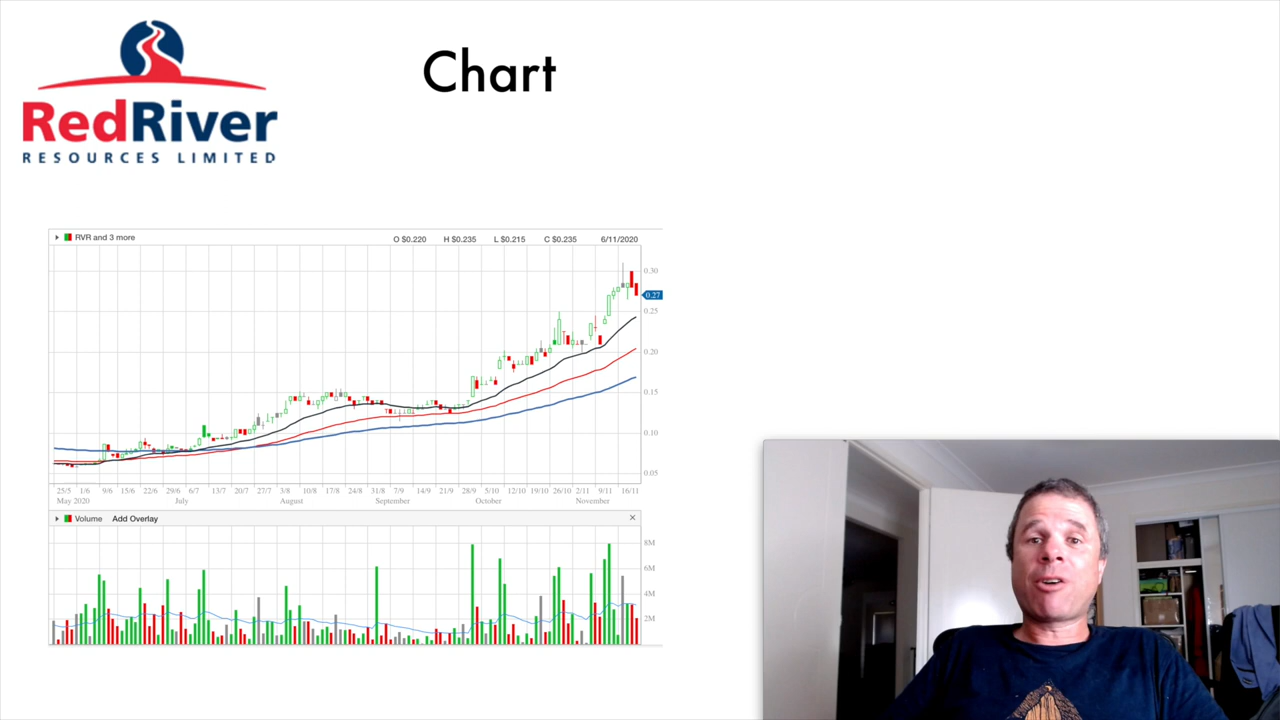 Chart
RedRiver
RESOURCES LIMITED
RVR and 3 more O $0.220 H $0.235 L $0.215 C $0.235 6/11/2020
0.30
0.27
0.25
0.20
0.15
0.10
0.05
25/5 1/6 9/6 15/6 22/6 29/6 6/7 13/7 20/7 27/7 3/8 10/8 17/8 24/8 31/8 7/9 14/9 21/9 28/9 5/10 12/10 19/10 26/10 2/11 9/11 16/11
May 2020 July August September October November
Volume Add Overlay
8M
6M
4M
2M